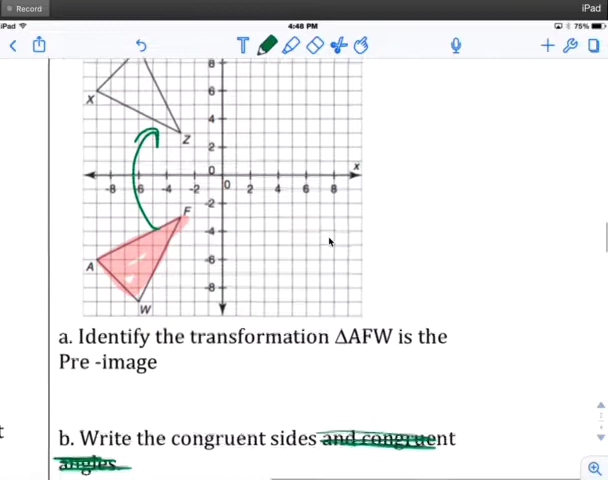 Record
iPad
iPad
4:48 PM
75%
T
8
6
X
4
Z
2
0
x
-8 -6 -4 -2 0 2 4 6 8
-2
F
-4
A
-6
-8
W
a. Identify the transformation ΔAFW is the
Pre -image
t
b. Write the congruent sides and congruent
angles.